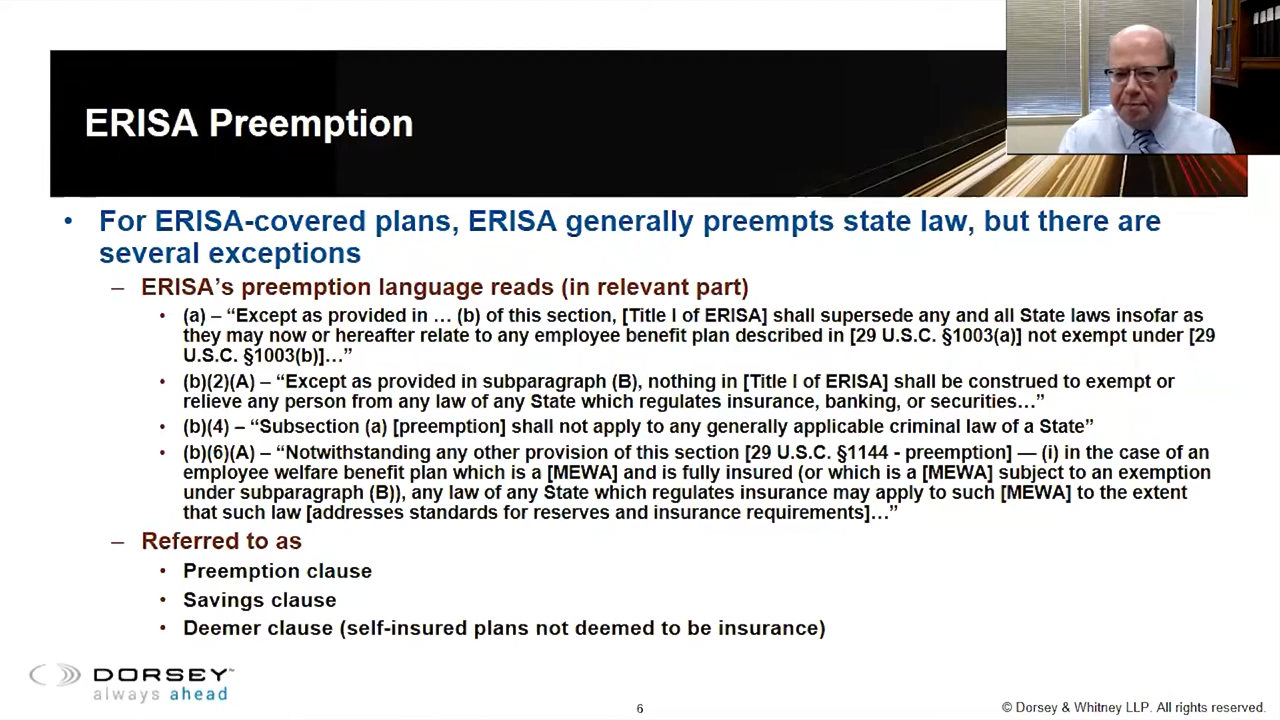 ERISA Preemption
• For ERISA-covered plans, ERISA generally preempts state law, but there are
several exceptions
– ERISA’s preemption language reads (in relevant part)
• (a) – “Except as provided in … (b) of this section, [Title I of ERISA] shall supersede any and all State laws insofar as
they may now or hereafter relate to any employee benefit plan described in [29 U.S.C. §1003(a)] not exempt under [29
U.S.C. §1003(b)]…”
• (b)(2)(A) – “Except as provided in subparagraph (B), nothing in [Title I of ERISA] shall be construed to exempt or
relieve any person from any law of any State which regulates insurance, banking, or securities…”
• (b)(4) – “Subsection (a) [preemption] shall not apply to any generally applicable criminal law of a State”
• (b)(6)(A) – “Notwithstanding any other provision of this section [29 U.S.C. §1144 - preemption] — (i) in the case of an
employee welfare benefit plan which is a [MEWA] and is fully insured (or which is a [MEWA] subject to an exemption
under subparagraph (B)), any law of any State which regulates insurance may apply to such [MEWA] to the extent
that such law [addresses standards for reserves and insurance requirements]…”
– Referred to as
• Preemption clause
• Savings clause
• Deemer clause (self-insured plans not deemed to be insurance)
DORSEY™
always ahead
6
© Dorsey & Whitney LLP. All rights reserved.